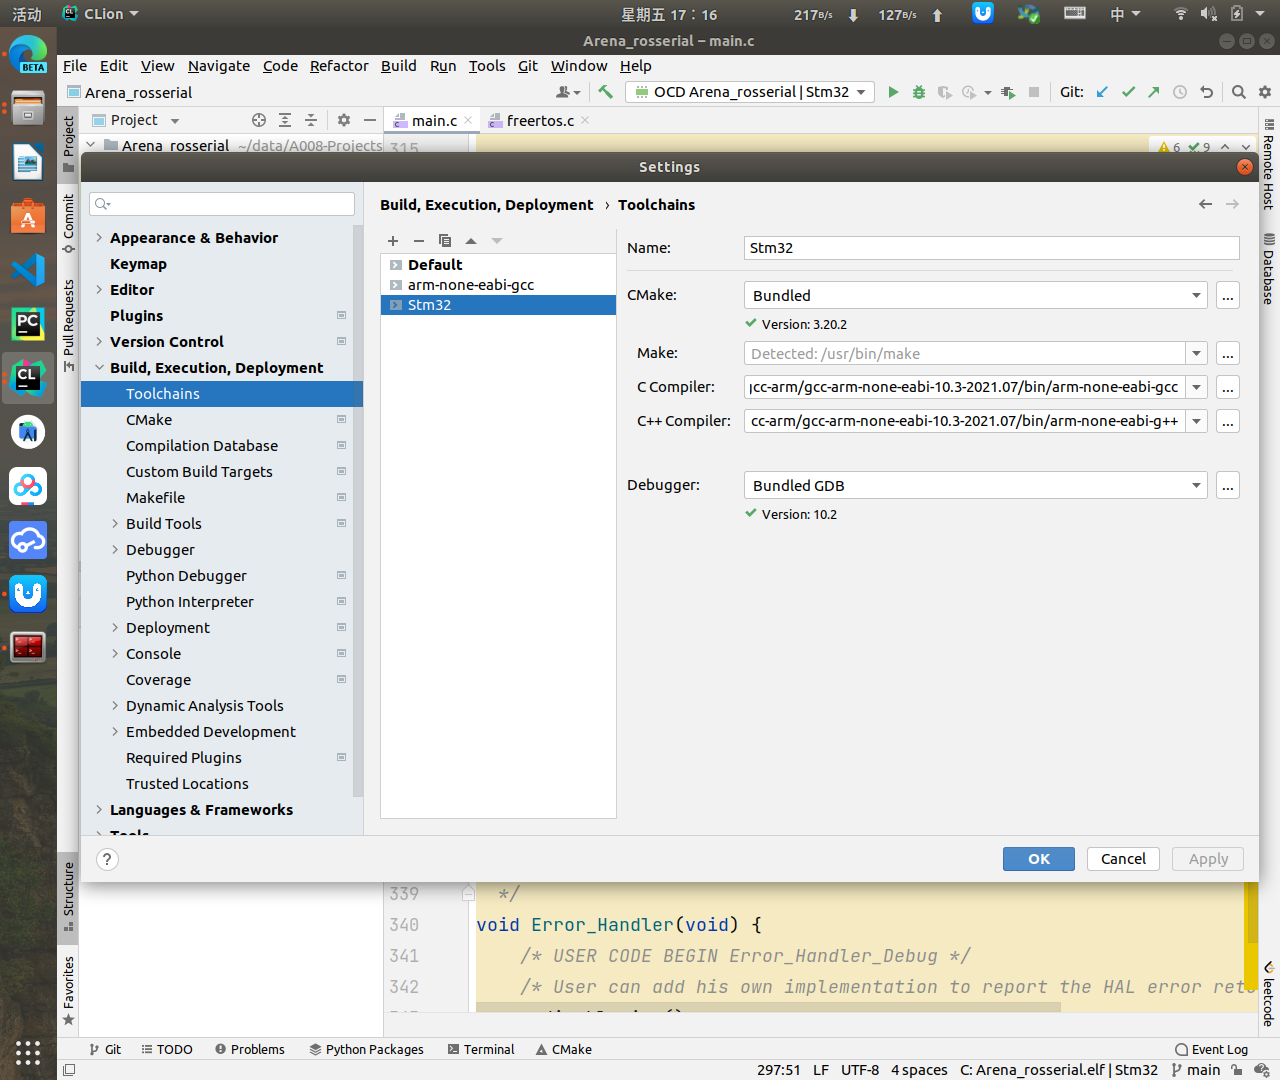 活动 CLion 星期五 17：16 217B/s 127B/s 中
Arena_rosserial – main.c
File Edit View Navigate Code Refactor Build Run Tools Git Window Help
Arena_rosserial OCD Arena_rosserial | Stm32 Git:
Project main.c freertos.c
Arena_rosserial ~/data/A008-Projects 315 6 9
Settings
Build, Execution, Deployment › Toolchains
Appearance & Behavior
Keymap
Editor
Plugins
Version Control
Build, Execution, Deployment
Toolchains
CMake
Compilation Database
Custom Build Targets
Makefile
Build Tools
Debugger
Python Debugger
Python Interpreter
Deployment
Console
Coverage
Dynamic Analysis Tools
Embedded Development
Required Plugins
Trusted Locations
Languages & Frameworks
Tools
Default
arm-none-eabi-gcc
Stm32
Name: Stm32
CMake: Bundled ...
Version: 3.20.2
Make: Detected: /usr/bin/make ...
C Compiler: gcc-arm/gcc-arm-none-eabi-10.3-2021.07/bin/arm-none-eabi-gcc ...
C++ Compiler: cc-arm/gcc-arm-none-eabi-10.3-2021.07/bin/arm-none-eabi-g++ ...
Debugger: Bundled GDB ...
Version: 10.2
? OK Cancel Apply
339 */
340 void Error_Handler(void) {
341 /* USER CODE BEGIN Error_Handler_Debug */
342 /* User can add his own implementation to report the HAL error retu
Project
Commit
Pull Requests
Structure
Favorites
Remote Host
Database
leetcode
BETA
PC
CL
Git TODO Problems Python Packages Terminal CMake Event Log
297:51 LF UTF-8 4 spaces C: Arena_rosserial.elf | Stm32 main